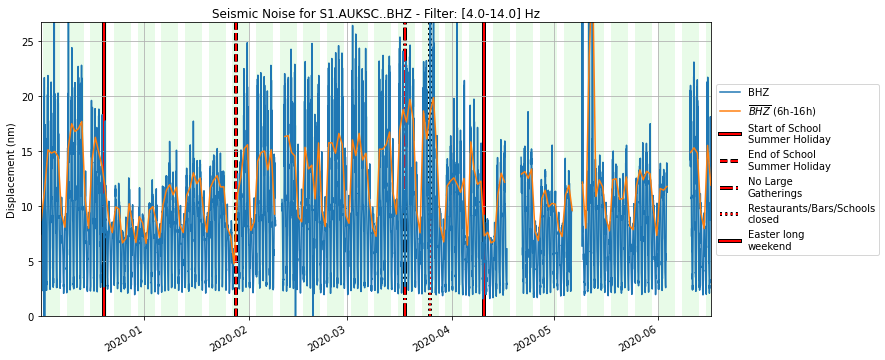 Seismic Noise for S1.AUKSC..BHZ - Filter: [4.0-14.0] Hz
Displacement (nm)
25
20
15
10
5
0
2020-01
2020-02
2020-03
2020-04
2020-05
2020-06
BHZ
BHZ (6h-16h)
Start of School
Summer Holiday
End of School
Summer Holiday
No Large
Gatherings
Restaurants/Bars/Schools
closed
Easter long
weekend